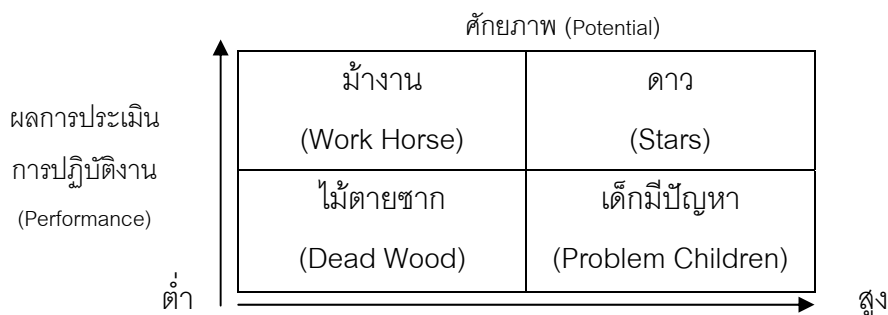 ศักยภาพ (Potential)
ผลการประเมิน
การปฏิบัติงาน
(Performance)
ม้างาน
(Work Horse)
ดาว
(Stars)
ไม้ตายซาก
(Dead Wood)
เด็กมีปัญหา
(Problem Children)
ต่ำ
สูง